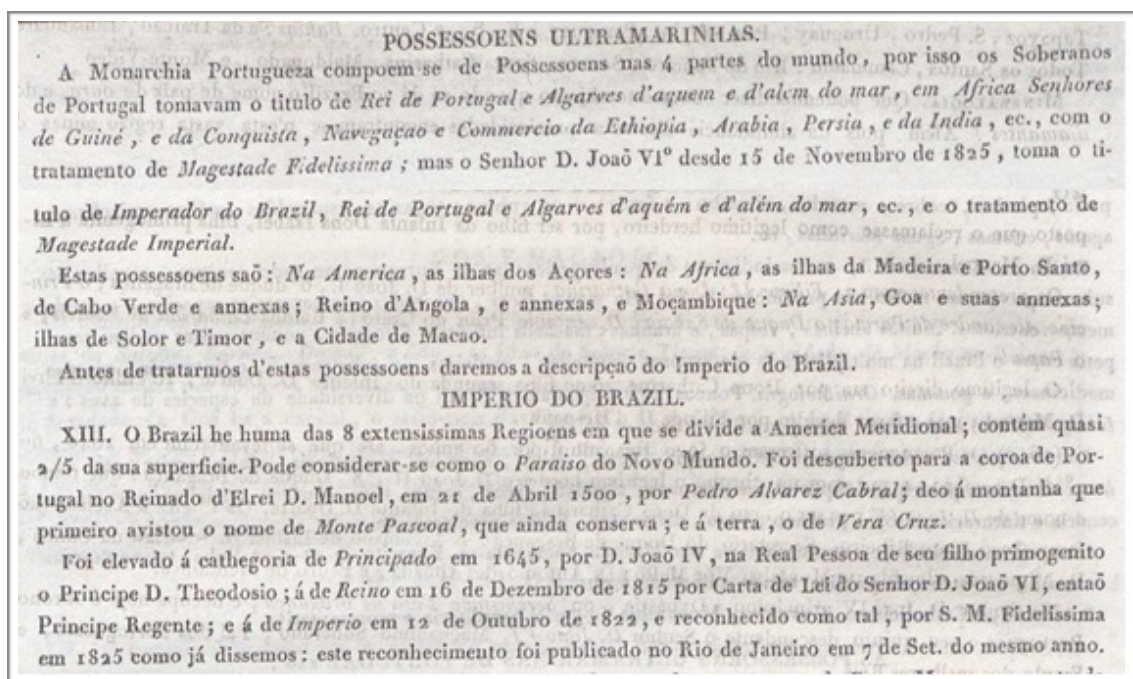 POSSESSOENS ULTRAMARINHAS.
A Monarchia Portugueza compoem-se de Possessoens nas 4 partes do mundo, por isso os Soberanos
de Portugal tomavam o titulo de Rei de Portugal e Algarves d'aquem e d'alem do mar, em Africa Senhores
de Guiné, e da Conquista, Navegaçao e Commercio da Ethiopia, Arabia, Persia, e da India, ec., com o
tratamento de Magestade Fidelissima; mas o Senhor D. Joaõ VIº desde 15 de Novembro de 1825, toma o ti-
tulo de Imperador do Brazil, Rei de Portugal e Algarves d'aquém e d'além do mar, ec., e o tratamento de
Magestade Imperial.
Estas possessoens saõ: Na America, as ilhas dos Açores: Na Africa, as ilhas da Madeira e Porto Santo,
de Cabo Verde e annexas; Reino d'Angola, e annexas, e Moçambique: Na Asia, Goa e suas annexas;
ilhas de Solor e Timor, e a Cidade de Macao.
Antes de tratarmos d'estas possessoens daremos a descripçaõ do Imperio do Brazil.
IMPERIO DO BRAZIL.
XIII. O Brazil he huma das 8 extensissimas Regioens em que se divide a America Meridional; contém quasi
2/5 da sua superficie. Pode considerar-se como o Paraiso do Novo Mundo. Foi descuberto para a coroa de Por-
tugal no Reinado d'Elrei D. Manoel, em 21 de Abril 1500, por Pedro Alvarez Cabral; deo á montanha que
primeiro avistou o nome de Monte Pascoal, que ainda conserva; e á terra, o de Vera Cruz.
Foi elevado á cathegoria de Principado em 1645, por D. Joaõ IV, na Real Pessoa de seu filho primogenito
o Principe D. Theodosio; á de Reino em 16 de Dezembro de 1815 por Carta de Lei do Senhor D. Joaõ VI, entaõ
Principe Regente; e á de Imperio em 12 de Outubro de 1822, e reconhecido como tal, por S. M. Fidelissima
em 1825 como já dissemos: este reconhecimento foi publicado no Rio de Janeiro em 7 de Set. do mesmo anno.